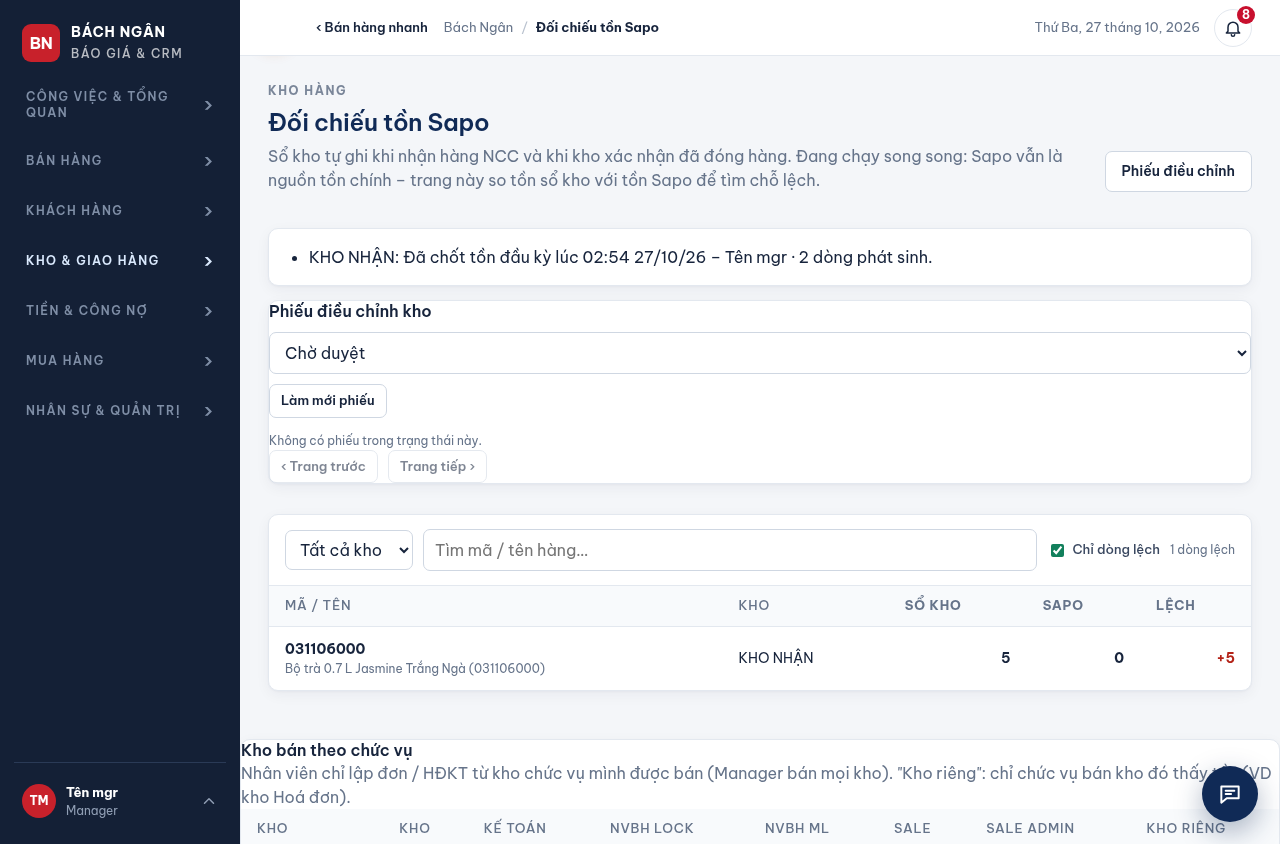 BN
BÁCH NGÂN
BÁO GIÁ & CRM
CÔNG VIỆC & TỔNG QUAN
BÁN HÀNG
KHÁCH HÀNG
KHO & GIAO HÀNG
TIỀN & CÔNG NỢ
MUA HÀNG
NHÂN SỰ & QUẢN TRỊ
TM
Tên mgr
Manager
‹ Bán hàng nhanh
Bách Ngân / Đối chiếu tồn Sapo
Thứ Ba, 27 tháng 10, 2026
8
KHO HÀNG
Đối chiếu tồn Sapo
Sổ kho tự ghi khi nhận hàng NCC và khi kho xác nhận đã đóng hàng. Đang chạy song song: Sapo vẫn là
nguồn tồn chính – trang này so tồn sổ kho với tồn Sapo để tìm chỗ lệch.
Phiếu điều chỉnh
• KHO NHẬN: Đã chốt tồn đầu kỳ lúc 02:54 27/10/26 – Tên mgr · 2 dòng phát sinh.
Phiếu điều chỉnh kho
Chờ duyệt
Làm mới phiếu
Không có phiếu trong trạng thái này.
‹ Trang trước
Trang tiếp ›
Tất cả kho
Tìm mã / tên hàng...
Chỉ dòng lệch
1 dòng lệch
MÃ / TÊN KHO SỔ KHO SAPO LỆCH
031106000
Bộ trà 0.7 L Jasmine Trắng Ngà (031106000)
KHO NHẬN 5 0 +5
Kho bán theo chức vụ
Nhân viên chỉ lập đơn / HĐKT từ kho chức vụ mình được bán (Manager bán mọi kho). "Kho riêng": chỉ chức vụ bán kho đó thấy (VD
kho Hoá đơn).
KHO KHO KẾ TOÁN NVBH LOCK NVBH ML SALE SALE ADMIN KHO RIÊNG